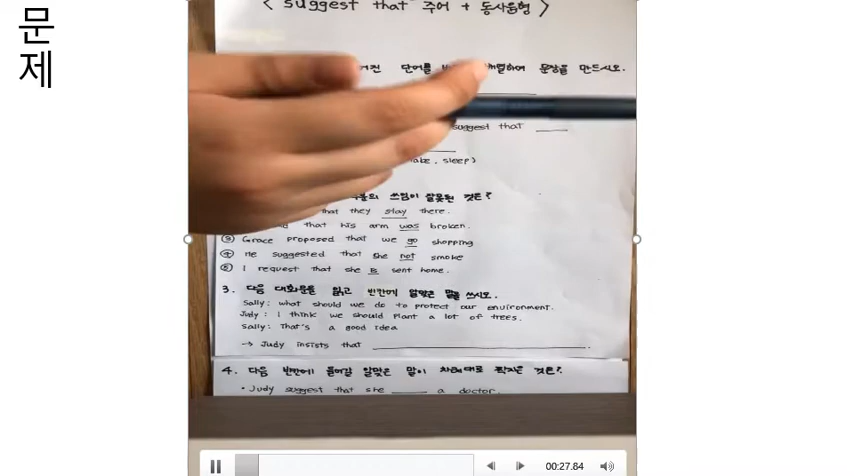 문
제
< suggest that 주어 + 동사원형 >
단어를 문장을 만드시오.
suggest that ____
, sleep)
쓰임이 잘못된 것은?
that they stay there.
that his arm was broken.
③ Grace proposed that we go shopping
④ He suggested that she not smoke
⑤ I request that she is sent home.
3. 다음 대화문을 읽고 빈칸에 알맞은 말을 쓰시오.
Sally: what should we do to protect our environment.
Judy: I think we should plant a lot of trees.
Sally: That's a good idea
→ Judy insists that ____
4. 다음 빈칸에 들어갈 알맞은 말이 차례대로 짝지은 것은?
• Judy suggest that she ____ a doctor.
00:27.84